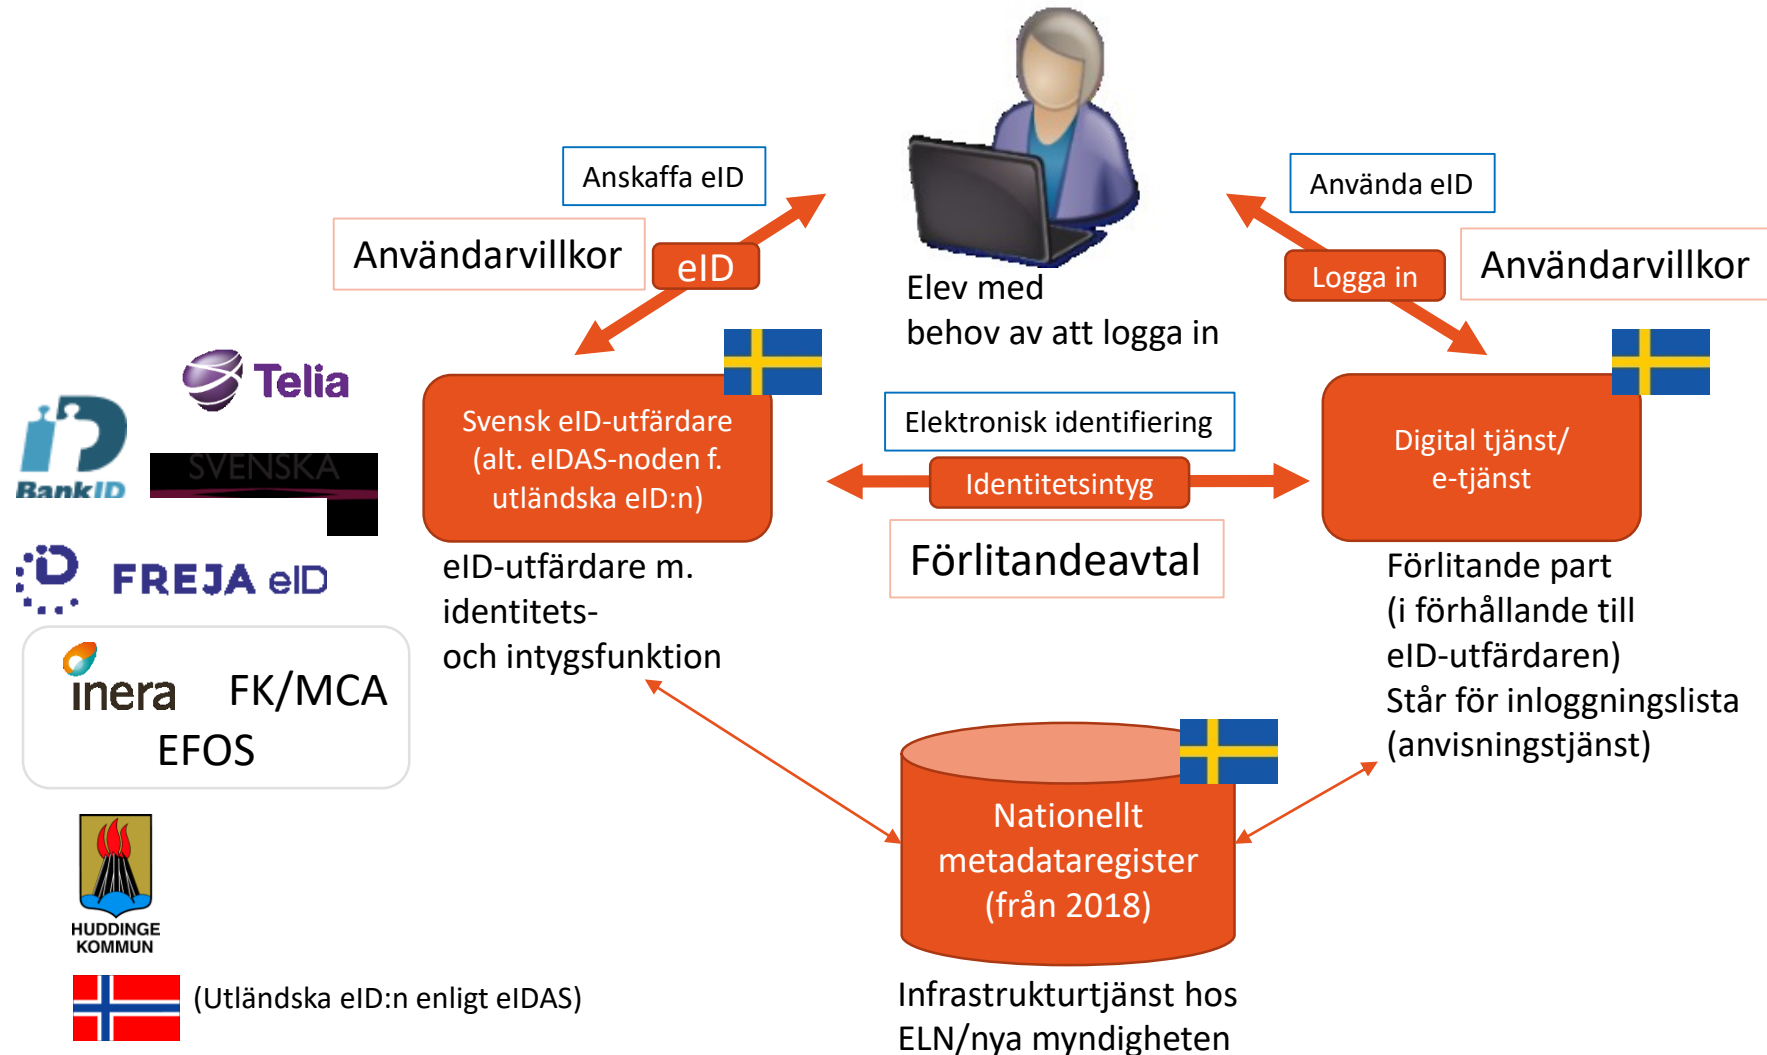 Anskaffa eID
Användarvillkor
eID
Elev med
behov av att logga in
Använda eID
Logga in
Användarvillkor
Telia
BankID
SVENSKA
FREJA eID
inera
FK/MCA
EFOS
HUDDINGE
KOMMUN
(Utländska eID:n enligt eIDAS)
Svensk eID-utfärdare
(alt. eIDAS-noden f.
utländska eID:n)
eID-utfärdare m.
identitets-
och intygsfunktion
Elektronisk identifiering
Identitetsintyg
Förlitandeavtal
Digital tjänst/
e-tjänst
Förlitande part
(i förhållande till
eID-utfärdaren)
Står för inloggningslista
(anvisningstjänst)
Nationellt
metadataregister
(från 2018)
Infrastrukturtjänst hos
ELN/nya myndigheten